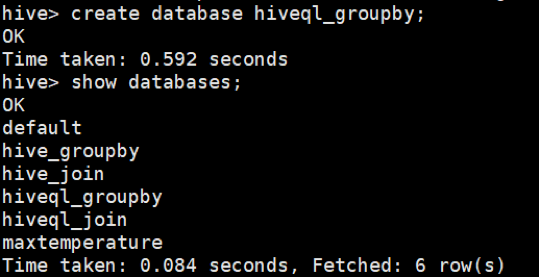 hive> create database hiveql_groupby;
OK
Time taken: 0.592 seconds
hive> show databases;
OK
default
hive_groupby
hive_join
hiveql_groupby
hiveql_join
maxtemperature
Time taken: 0.084 seconds, Fetched: 6 row(s)